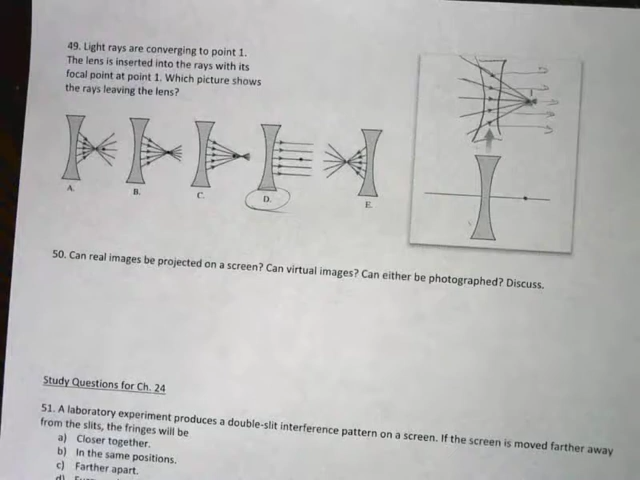 49. Light rays are converging to point 1.
The lens is inserted into the rays with its
focal point at point 1. Which picture shows
the rays leaving the lens?
A.
B.
C.
D.
E.
50. Can real images be projected on a screen? Can virtual images? Can either be photographed? Discuss.
Study Questions for Ch. 24
51. A laboratory experiment produces a double-slit interference pattern on a screen. If the screen is moved farther away
from the slits, the fringes will be
a) Closer together.
b) In the same positions.
c) Farther apart.
d)